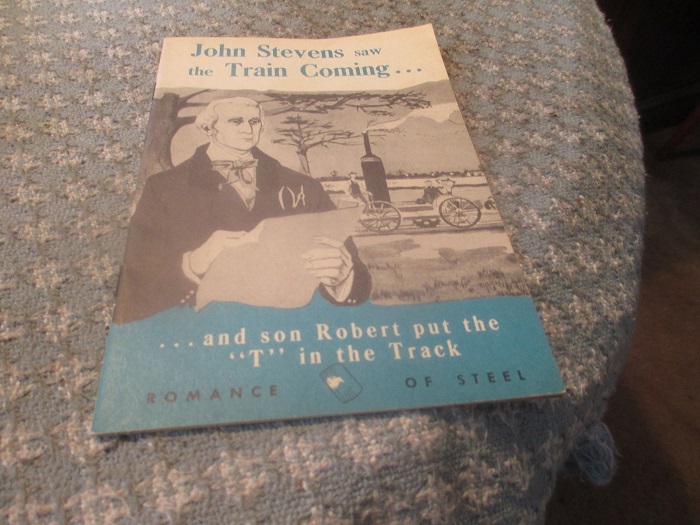 John Stevens saw
the Train Coming...
...and son Robert put the
"T" in the Track
ROMANCE OF STEEL